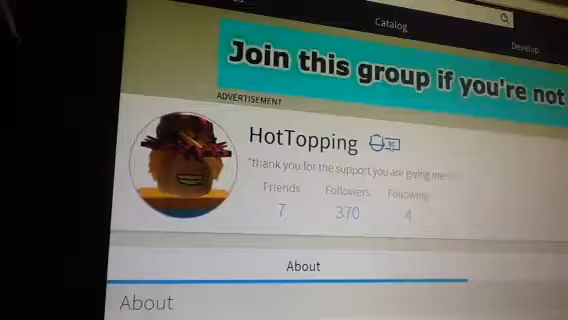 Catalog
Develop
Join this group if you're not
ADVERTISEMENT
HotTopping
"thank you for the support you are giving me
Friends Followers Following
7 370 4
About
About